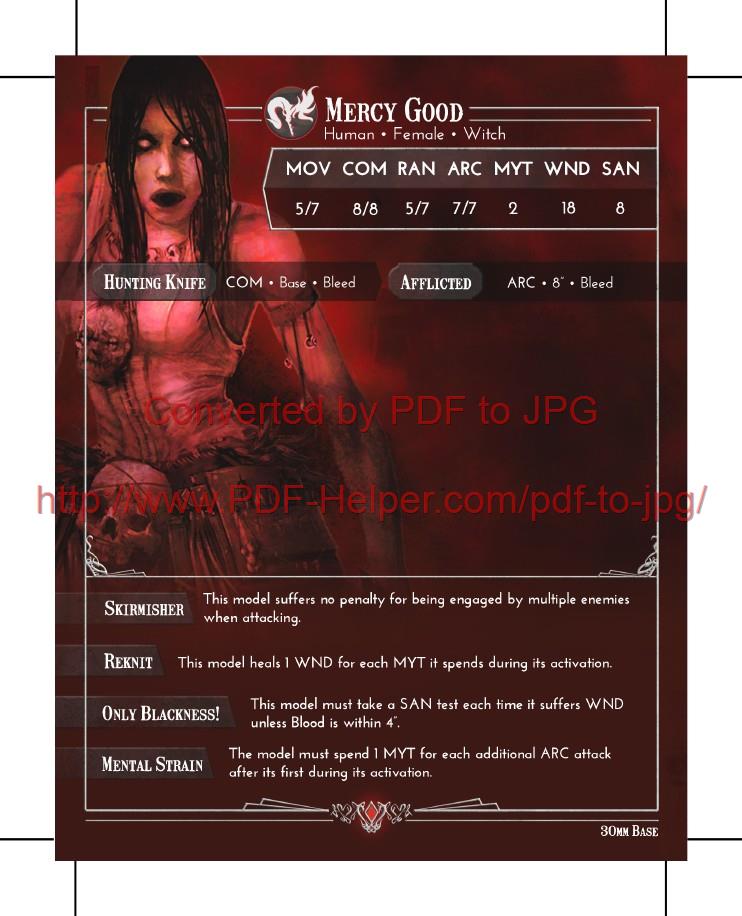 MERCY GOOD
Human • Female • Witch
MOV COM RAN ARC MYT WND SAN
5/7 8/8 5/7 7/7 2 18 8
HUNTING KNIFE COM • Base • Bleed AFFLICTED ARC • 8" • Bleed
Converted by PDF to JPG
http://www.PDF-Helper.com/pdf-to-jpg/
SKIRMISHER This model suffers no penalty for being engaged by multiple enemies
when attacking.
REKNIT This model heals 1 WND for each MYT it spends during its activation.
ONLY BLACKNESS! This model must take a SAN test each time it suffers WND
unless Blood is within 4".
MENTAL STRAIN The model must spend 1 MYT for each additional ARC attack
after its first during its activation.
30MM BASE